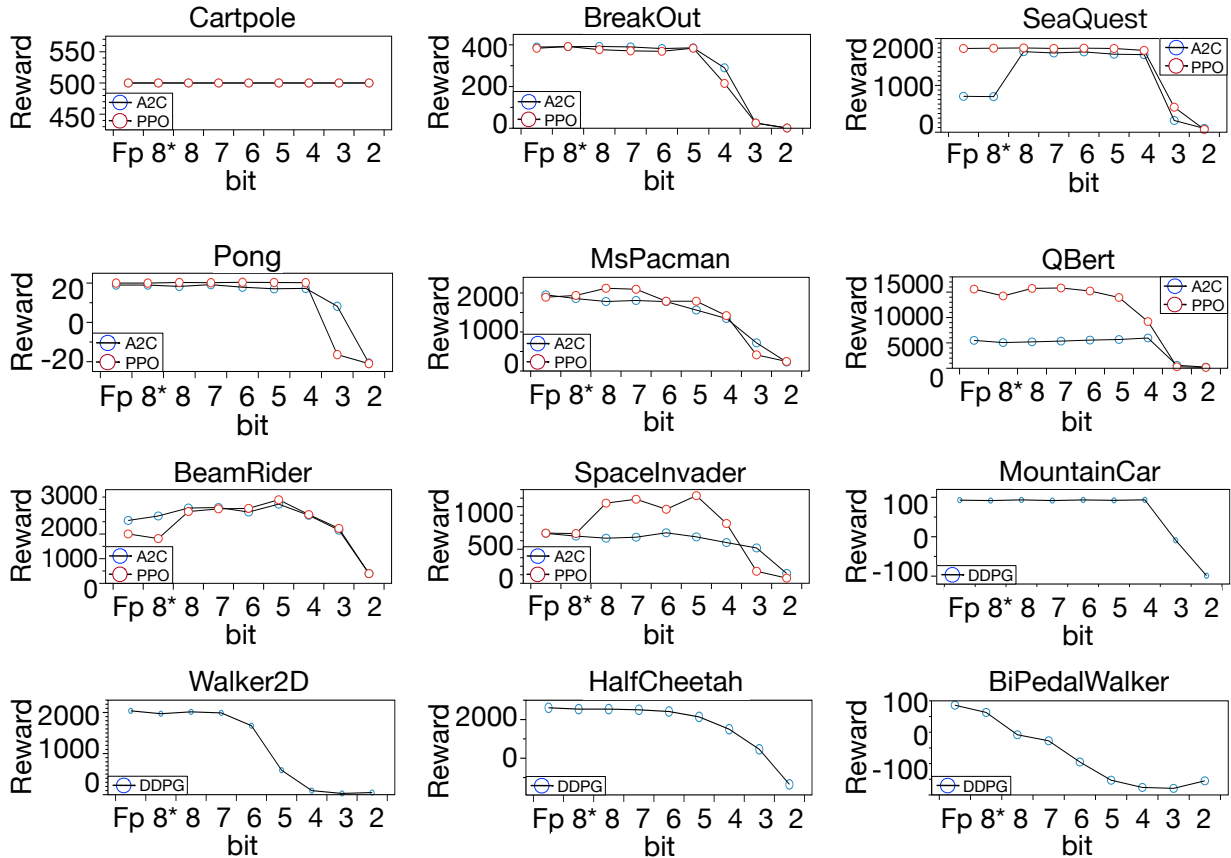 Cartpole
Reward
550
500
450
A2C
PPO
Fp 8* 8 7 6 5 4 3 2
bit
BreakOut
Reward
400
200
0
A2C
PPO
Fp 8* 8 7 6 5 4 3 2
bit
SeaQuest
Reward
2000
1000
0
A2C
PPO
Fp 8* 8 7 6 5 4 3 2
bit
Pong
Reward
20
0
-20
A2C
PPO
Fp 8* 8 7 6 5 4 3 2
bit
MsPacman
Reward
2000
1000
0
A2C
PPO
Fp 8* 8 7 6 5 4 3 2
bit
QBert
Reward
15000
10000
5000
0
A2C
PPO
Fp 8* 8 7 6 5 4 3 2
bit
BeamRider
Reward
3000
2000
1000
0
A2C
PPO
Fp 8* 8 7 6 5 4 3 2
bit
SpaceInvader
Reward
1000
500
0
A2C
PPO
Fp 8* 8 7 6 5 4 3 2
bit
MountainCar
Reward
100
0
-100
DDPG
Fp 8* 8 7 6 5 4 3 2
bit
Walker2D
Reward
2000
1000
0
DDPG
Fp 8* 8 7 6 5 4 3 2
bit
HalfCheetah
Reward
2000
0
DDPG
Fp 8* 8 7 6 5 4 3 2
bit
BiPedalWalker
Reward
100
0
-100
DDPG
Fp 8* 8 7 6 5 4 3 2
bit